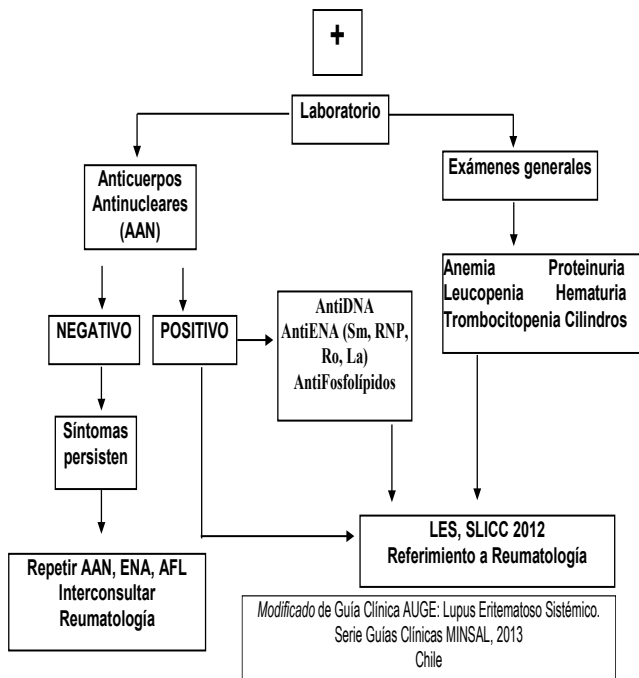 +
Laboratorio
Anticuerpos
Antinucleares
(AAN)
Exámenes generales
Anemia Proteinuria
Leucopenia Hematuria
Trombocitopenia Cilindros
NEGATIVO
POSITIVO
AntiDNA
AntiENA (Sm, RNP,
Ro, La)
AntiFosfolípidos
Síntomas
persisten
Repetir AAN, ENA, AFL
Interconsultar
Reumatología
LES, SLICC 2012
Referimiento a Reumatología
Modificado de Guía Clínica AUGE: Lupus Eritematoso Sistémico.
Serie Guías Clínicas MINSAL, 2013
Chile